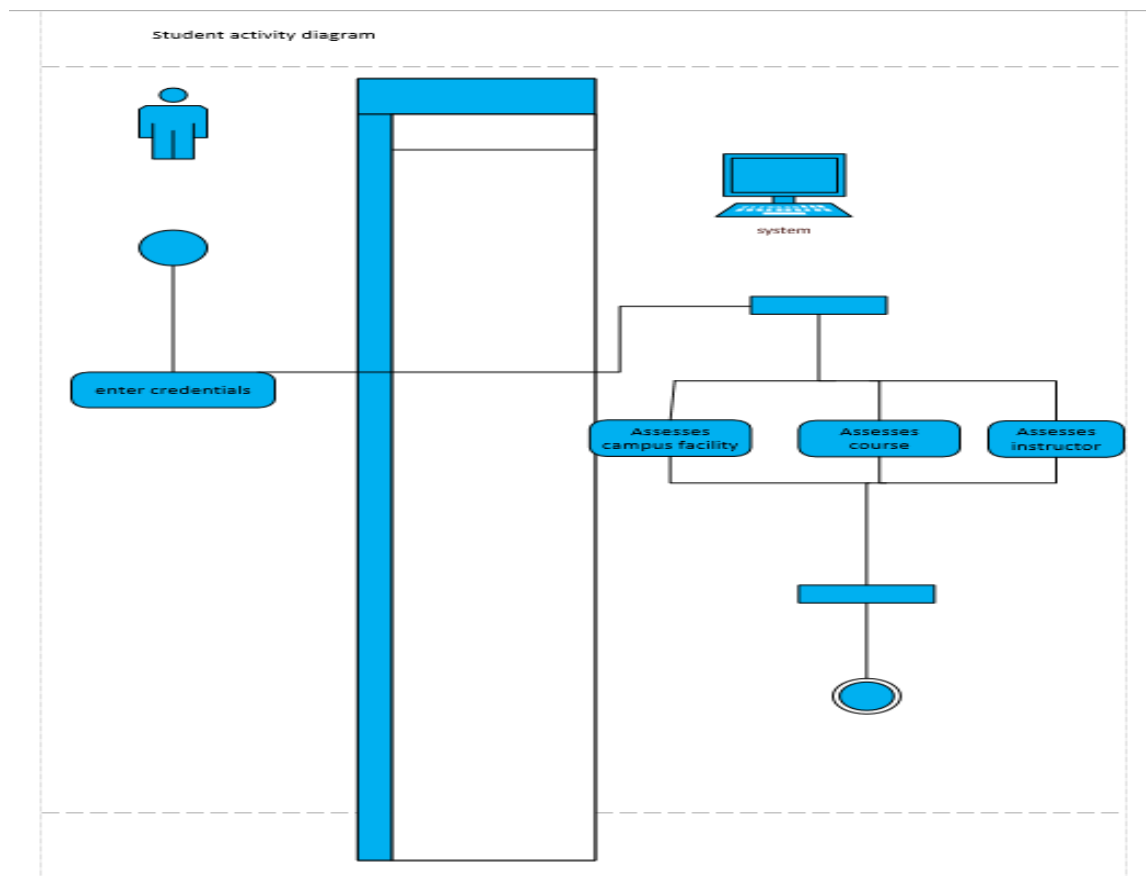 Student activity diagram
system
enter credentials
Assesses
campus facility
Assesses
course
Assesses
instructor